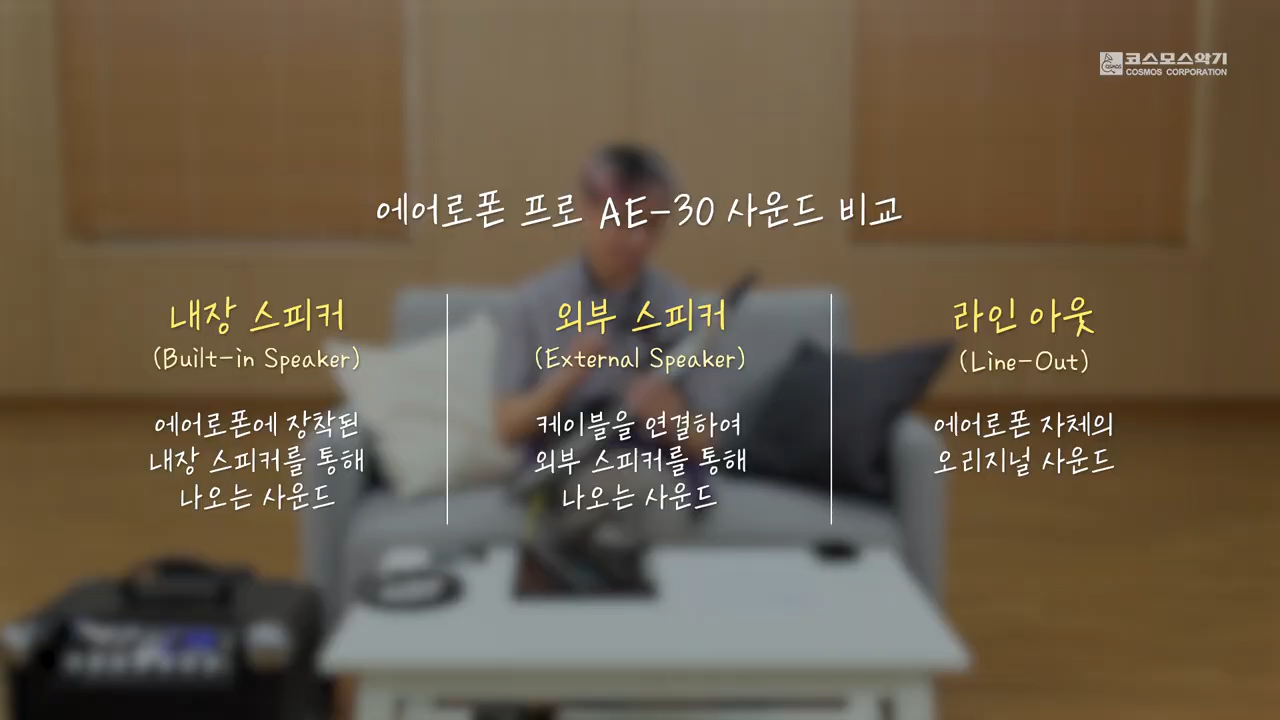 코스모스악기
COSMOS CORPORATION
에어로폰 프로 AE-30 사운드 비교
내장 스피커
(Built-in Speaker)
에어로폰에 장착된
내장 스피커를 통해
나오는 사운드
외부 스피커
(External Speaker)
케이블을 연결하여
외부 스피커를 통해
나오는 사운드
라인 아웃
(Line-Out)
에어로폰 자체의
오리지널 사운드